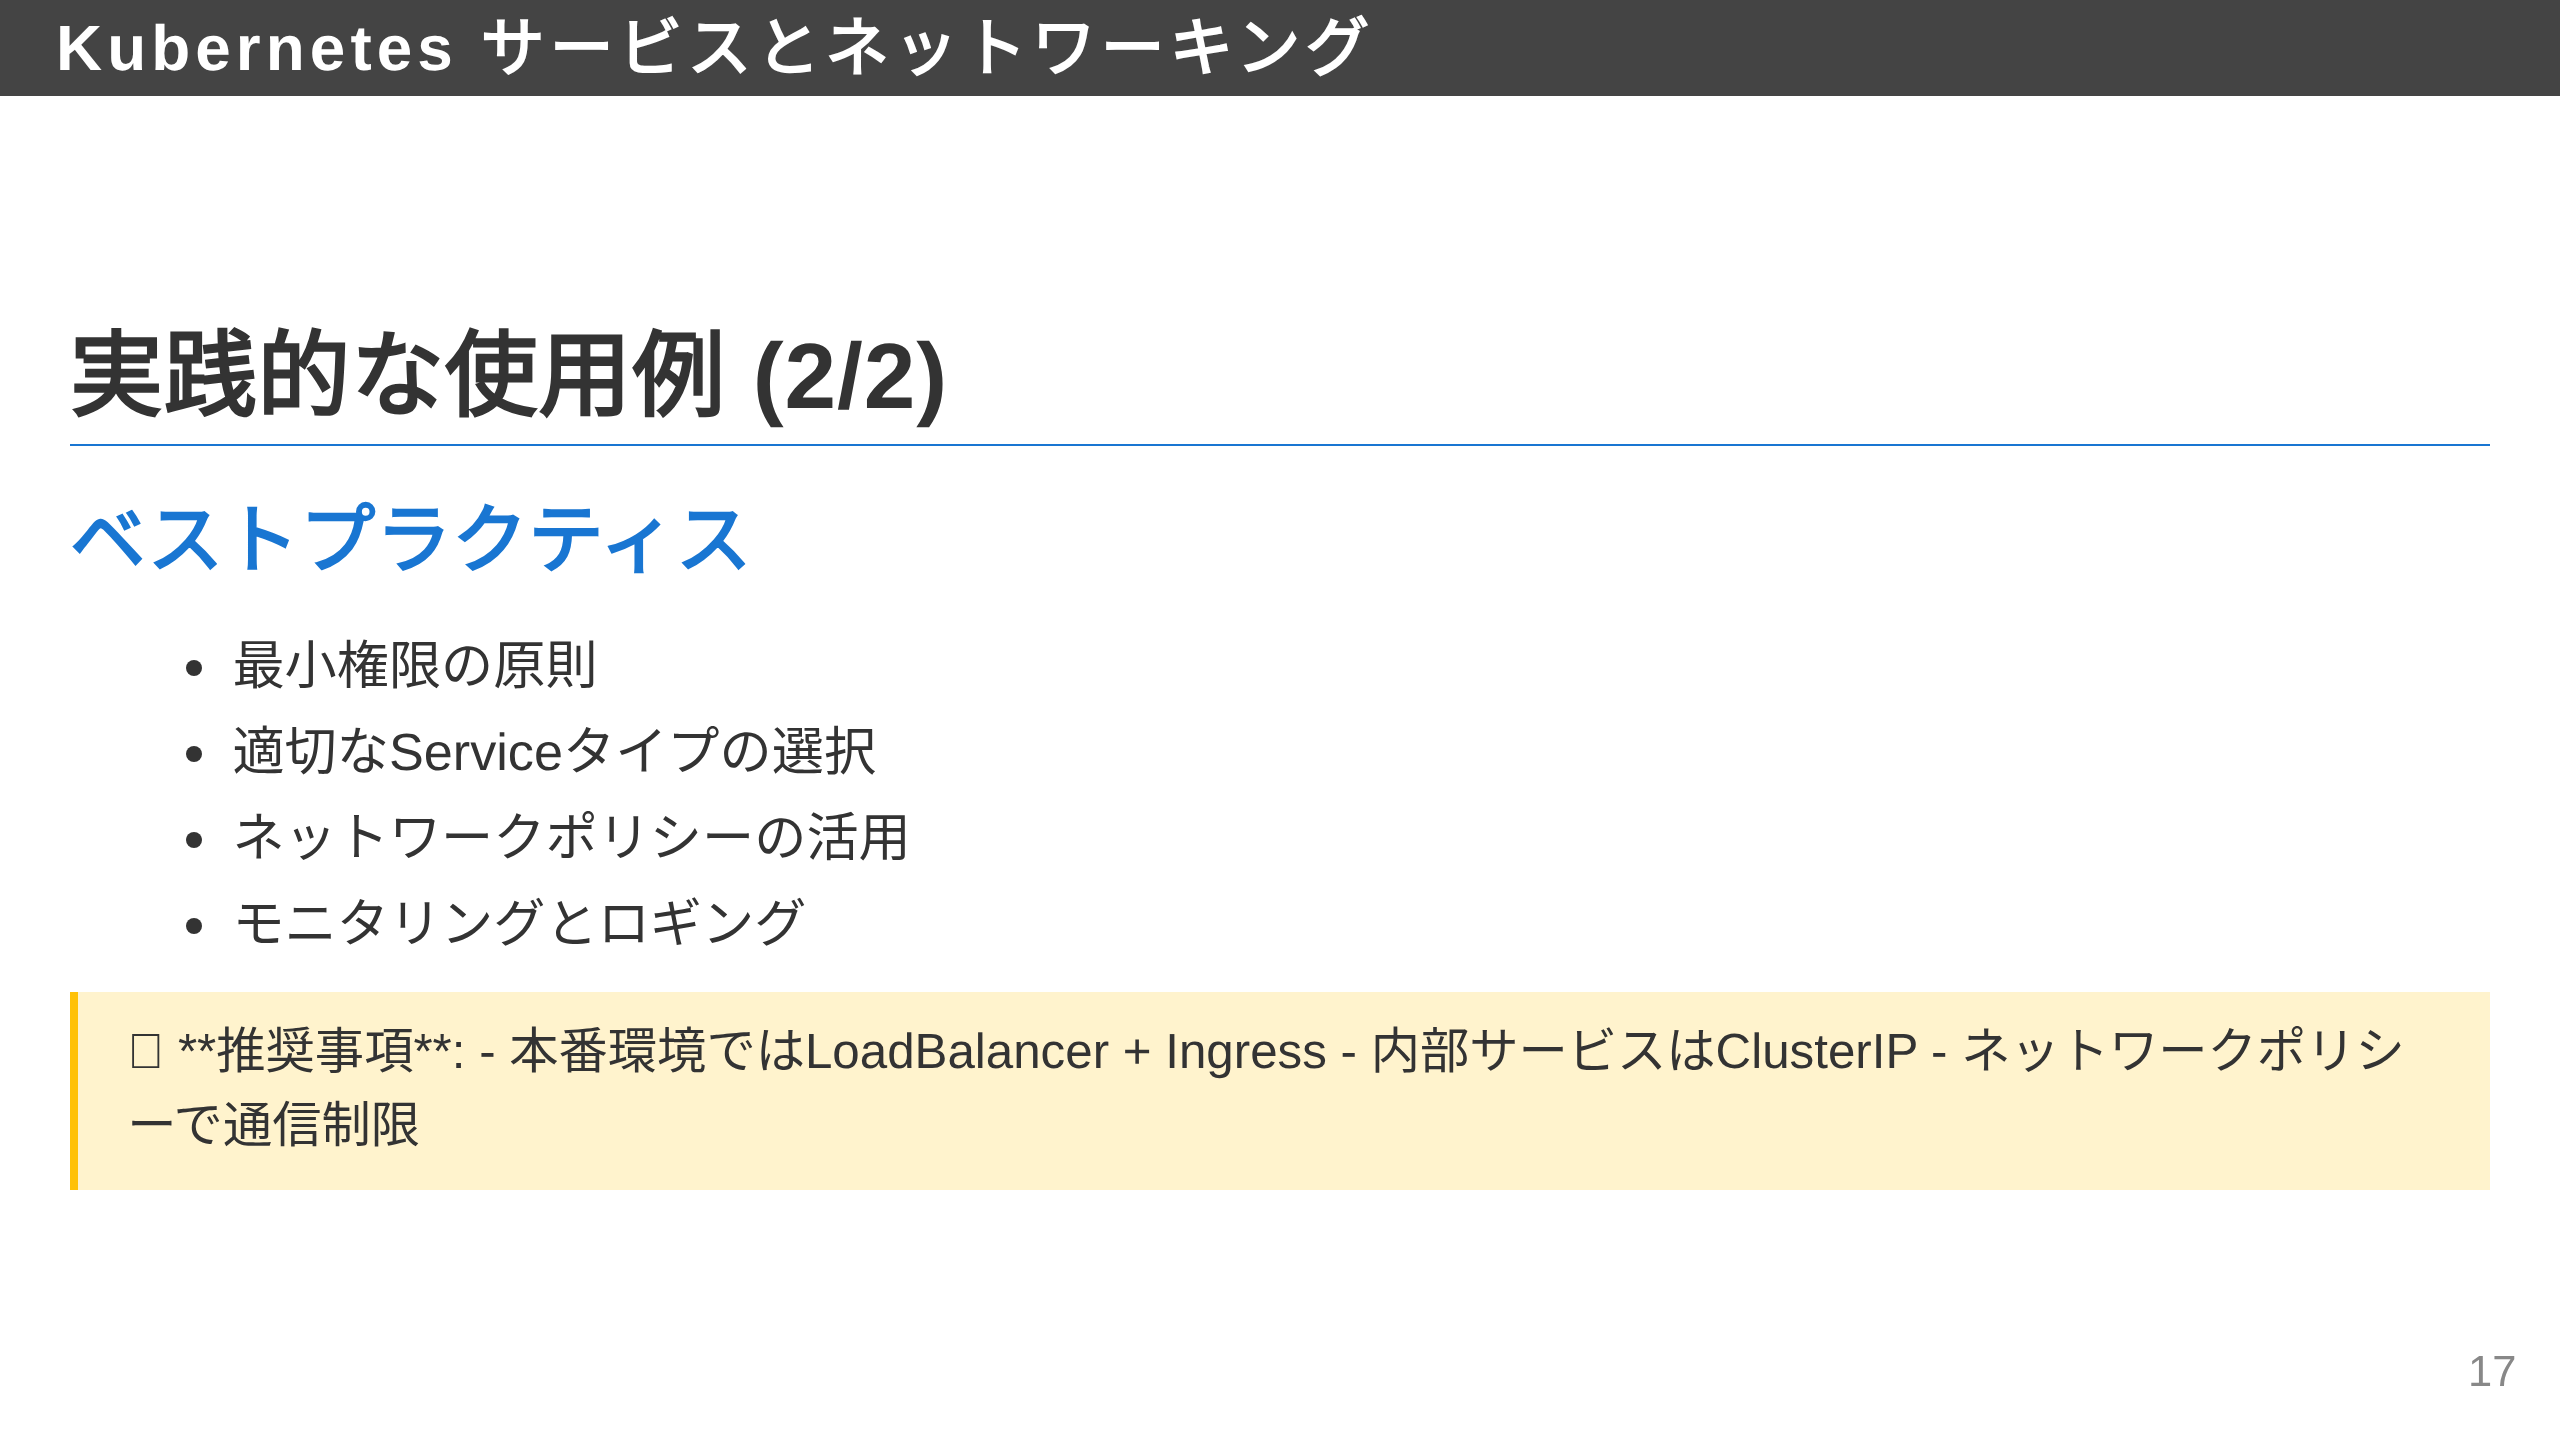 Kubernetes サービスとネットワーキング
実践的な使用例 (2/2)
ベストプラクティス
• 最小権限の原則
• 適切なServiceタイプの選択
• ネットワークポリシーの活用
• モニタリングとロギング
**推奨事項**: - 本番環境ではLoadBalancer + Ingress - 内部サービスはClusterIP - ネットワークポリシ
ーで通信制限
17